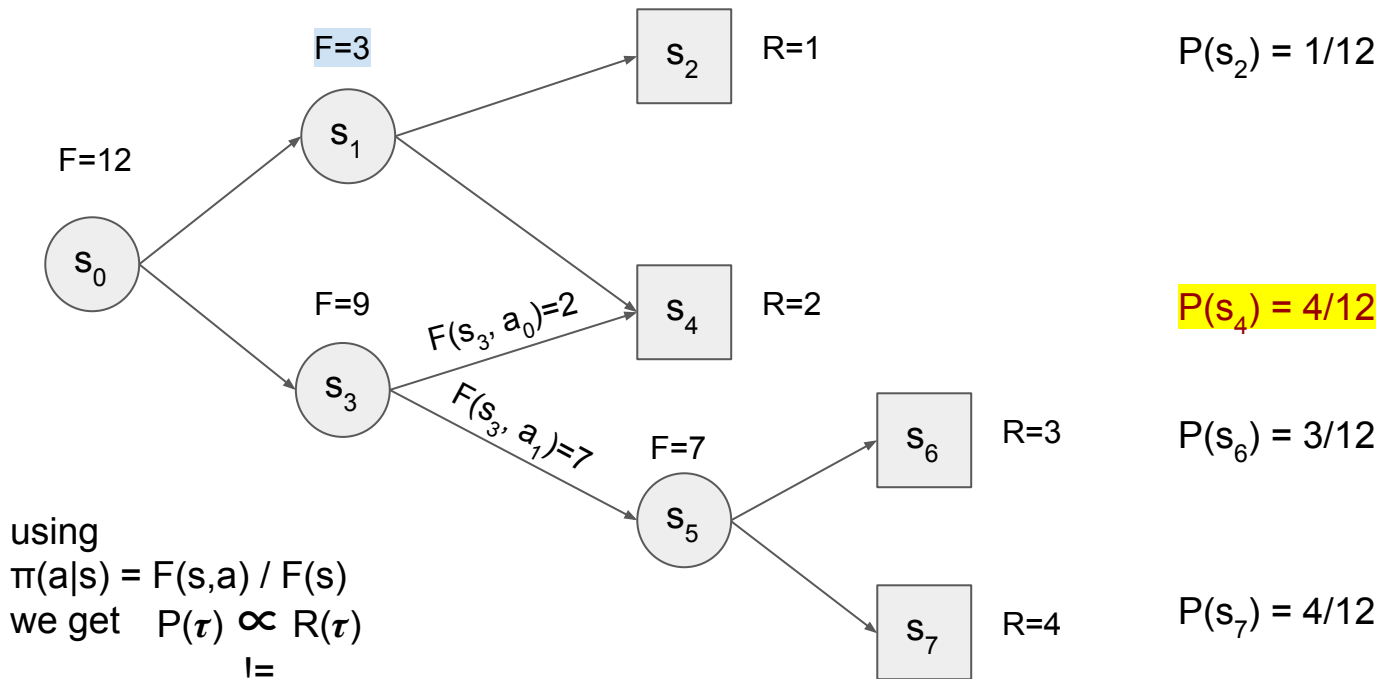 F=3
s₂
R=1
P(s₂) = 1/12
s₁
F=12
s₀
F=9
F(s₃, a₀)=2
s₄
R=2
P(s₄) = 4/12
s₃
F(s₃, a₁)=7
F=7
s₆
R=3
P(s₆) = 3/12
s₅
using
π(a|s) = F(s,a) / F(s)
we get P(𝝉) ∝ R(𝝉)
!=
s₇
R=4
P(s₇) = 4/12